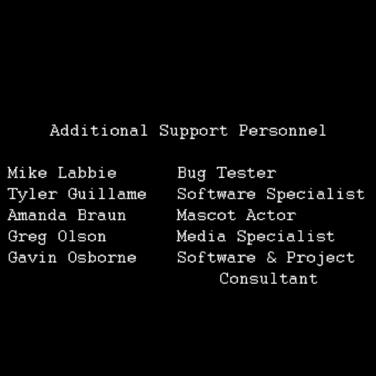 Additional Support Personnel
Mike Labbie Bug Tester
Tyler Guillame Software Specialist
Amanda Braun Mascot Actor
Greg Olson Media Specialist
Gavin Osborne Software & Project
Consultant